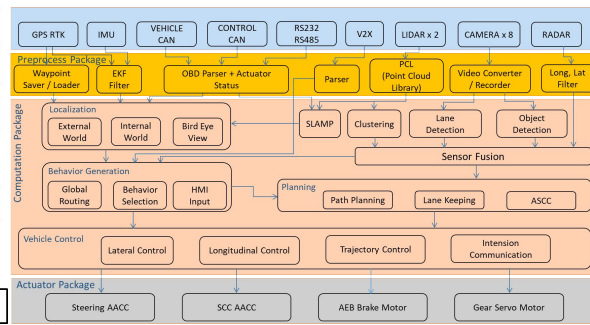 GPS RTK
IMU
VEHICLE
CAN
CONTROL
CAN
RS232
RS485
V2X
LIDAR x 2
CAMERA x 8
RADAR
Preprocess Package
Waypoint
Saver / Loader
EKF
Filter
OBD Parser + Actuator
Status
Parser
PCL
(Point Cloud
Library)
Video Converter
/ Recorder
Long, Lat
Filter
Computation Package
Localization
External
World
Internal
World
Bird Eye
View
SLAMP
Clustering
Lane
Detection
Object
Detection
Sensor Fusion
Behavior Generation
Global
Routing
Behavior
Selection
HMI
Input
Planning
Path Planning
Lane Keeping
ASCC
Vehicle Control
Lateral Control
Longitudinal Control
Trajectory Control
Intension
Communication
Actuator Package
Steering AACC
SCC AACC
AEB Brake Motor
Gear Servo Motor